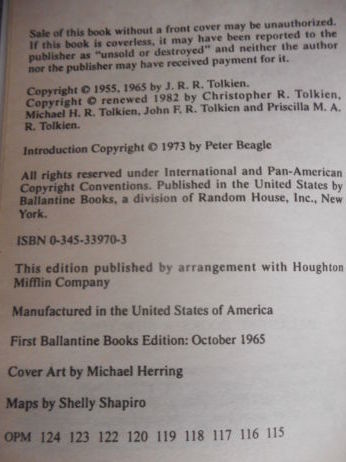 Sale of this book without a front cover may be unauthorized.
If this book is coverless, it may have been reported to the
publisher as "unsold or destroyed" and neither the author
nor the publisher may have received payment for it.
Copyright © 1955, 1965 by J. R. R. Tolkien.
Copyright © renewed 1982 by Christopher R. Tolkien,
Michael H. R. Tolkien, John F. R. Tolkien and Priscilla M. A.
R. Tolkien.
Introduction Copyright © 1973 by Peter Beagle
All rights reserved under International and Pan-American
Copyright Conventions. Published in the United States by
Ballantine Books, a division of Random House, Inc., New
York.
ISBN 0-345-33970-3
This edition published by arrangement with Houghton
Mifflin Company
Manufactured in the United States of America
First Ballantine Books Edition: October 1965
Cover Art by Michael Herring
Maps by Shelly Shapiro
OPM 124 123 122 120 119 118 117 116 115